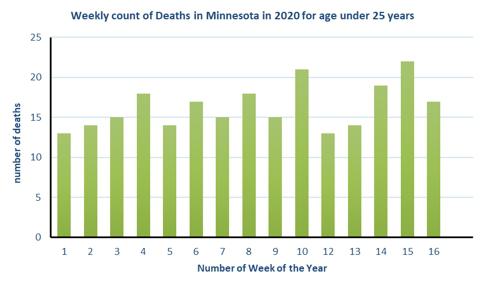 Weekly count of Deaths in Minnesota in 2020 for age under 25 years
number of deaths
25
20
15
10
5
0
1 2 3 4 5 6 7 8 9 10 12 13 14 15 16
Number of Week of the Year